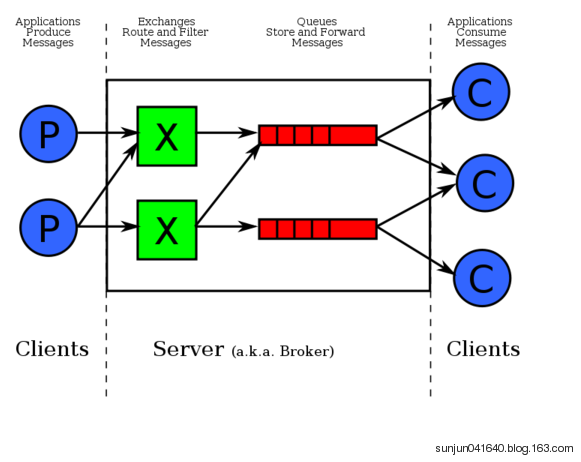 Applications
Produce
Messages
Exchanges
Route and Filter
Messages
Queues
Store and Forward
Messages
Applications
Consume
Messages
P
X
C
P
X
C
C
Clients
Server (a.k.a. Broker)
Clients
sunjun041640.blog.163.com